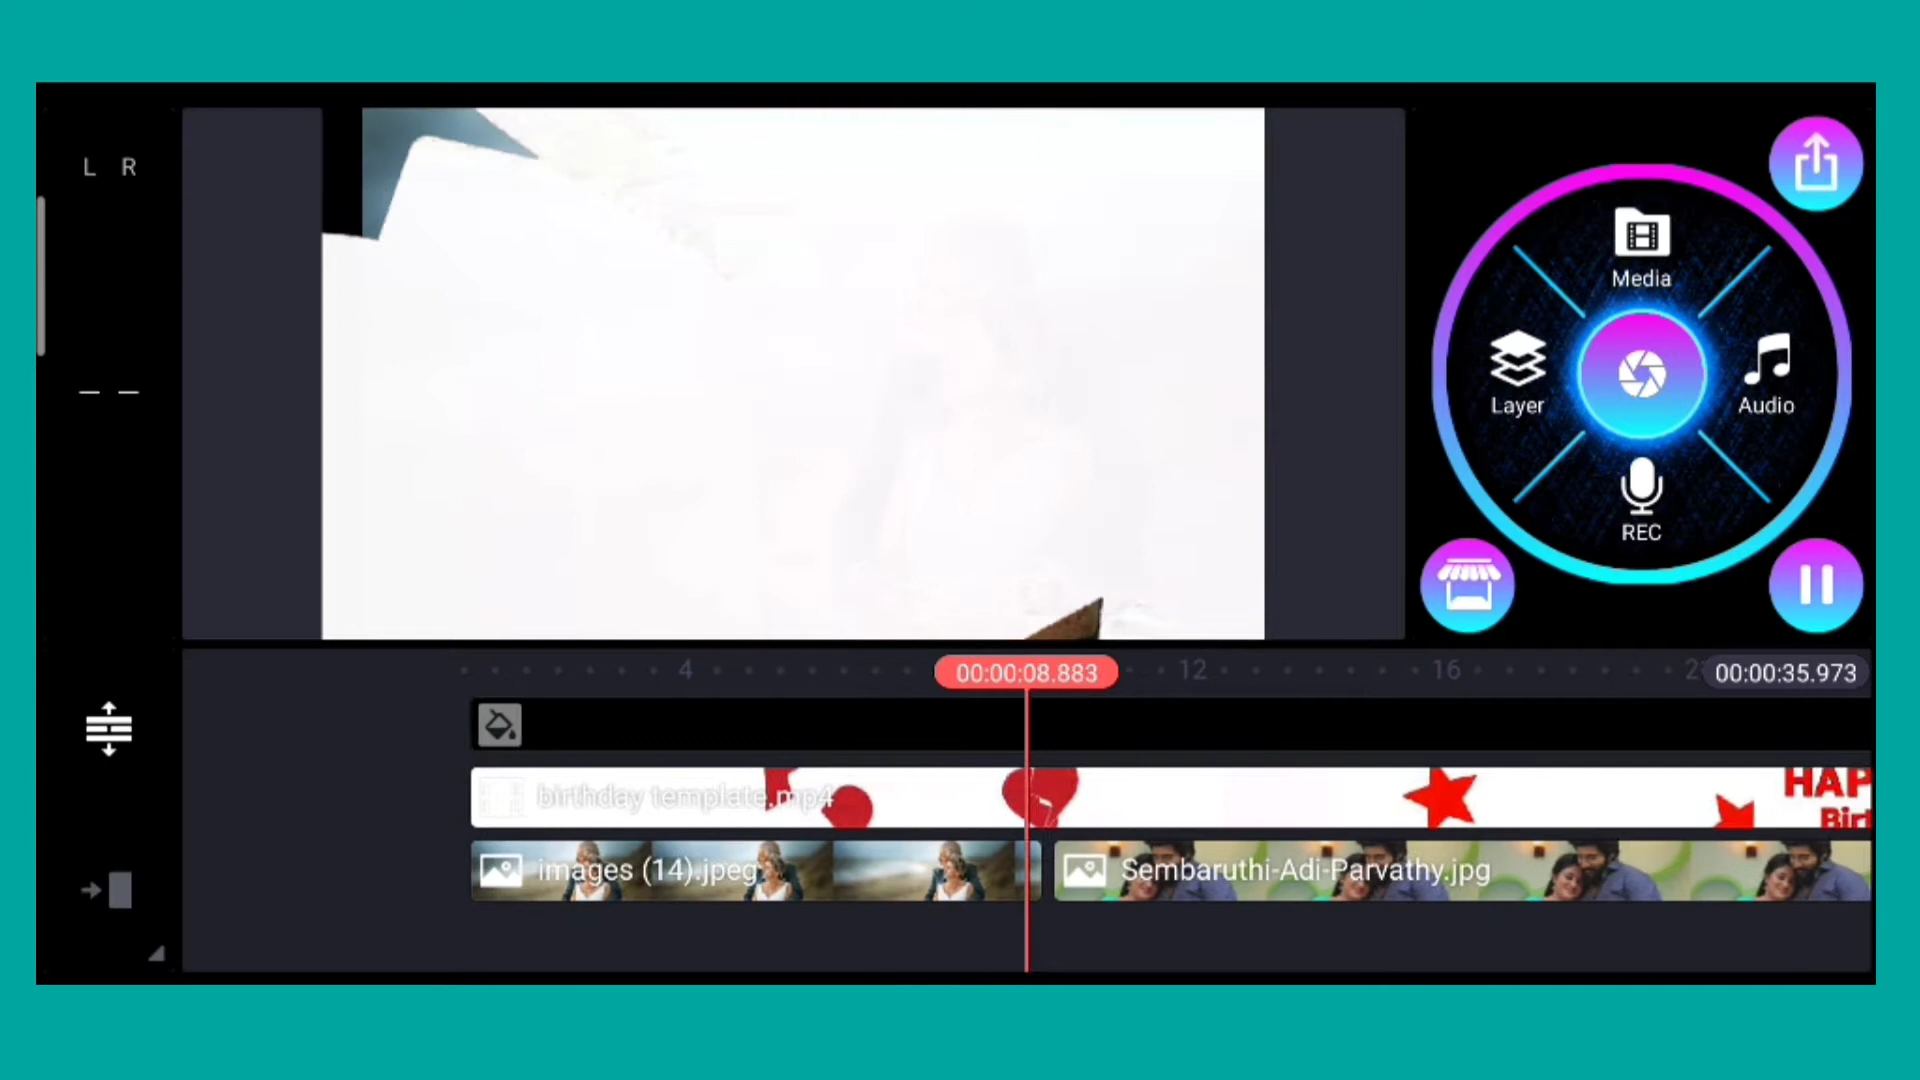 L R
Media
Layer
Audio
REC
4
00:00:08.883
12
16
00:00:35.973
birthday template.mp4
HAP
Birt
images (14).jpeg
Sembaruthi-Adi-Parvathy.jpg